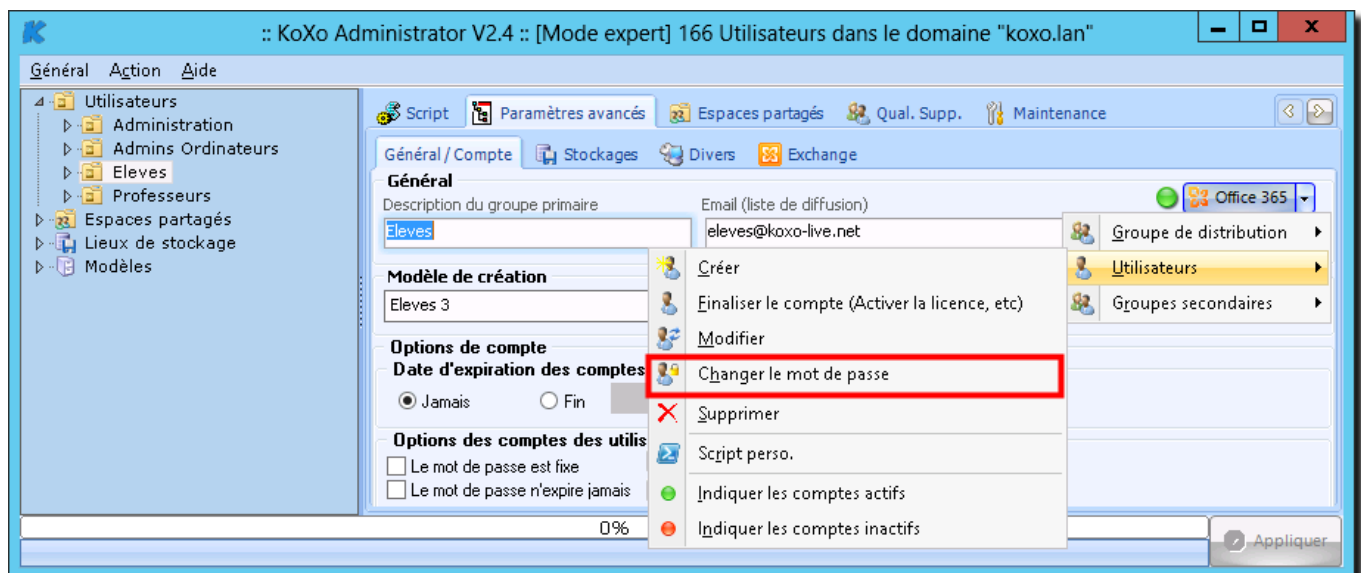 :: KoXo Administrator V2.4 :: [Mode expert] 166 Utilisateurs dans le domaine "koxo.lan"
Général Action Aide
Utilisateurs
Administration
Admins Ordinateurs
Eleves
Professeurs
Espaces partagés
Lieux de stockage
Modèles
Script Paramètres avancés Espaces partagés Qual. Supp. Maintenance
Général / Compte Stockages Divers Exchange
Général
Description du groupe primaire Email (liste de diffusion) Office 365
Eleves eleves@koxo-live.net
Groupe de distribution
Utilisateurs
Groupes secondaires
Modèle de création
Eleves 3
Options de compte
Date d'expiration des comptes
Jamais Fin
Options des comptes des utilis
Le mot de passe est fixe
Le mot de passe n'expire jamais
Créer
Finaliser le compte (Activer la licence, etc)
Modifier
Changer le mot de passe
Supprimer
Script perso.
Indiquer les comptes actifs
Indiquer les comptes inactifs
0%
Appliquer